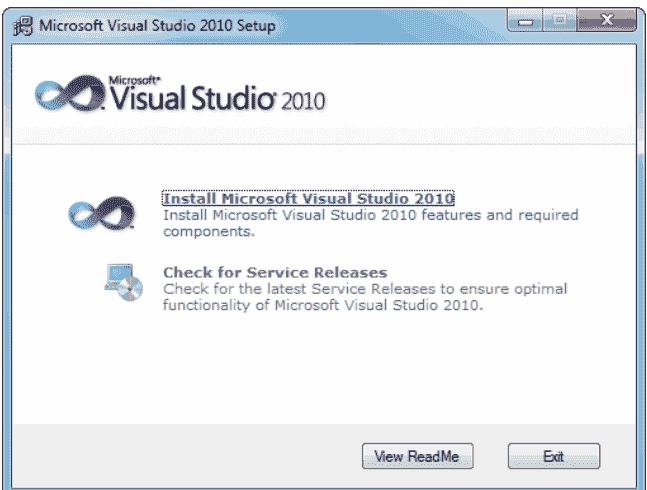 Microsoft Visual Studio 2010 Setup
Microsoft®
Visual Studio® 2010
Install Microsoft Visual Studio 2010
Install Microsoft Visual Studio 2010 features and required
components.
Check for Service Releases
Check for the latest Service Releases to ensure optimal
functionality of Microsoft Visual Studio 2010.
View ReadMe
Exit